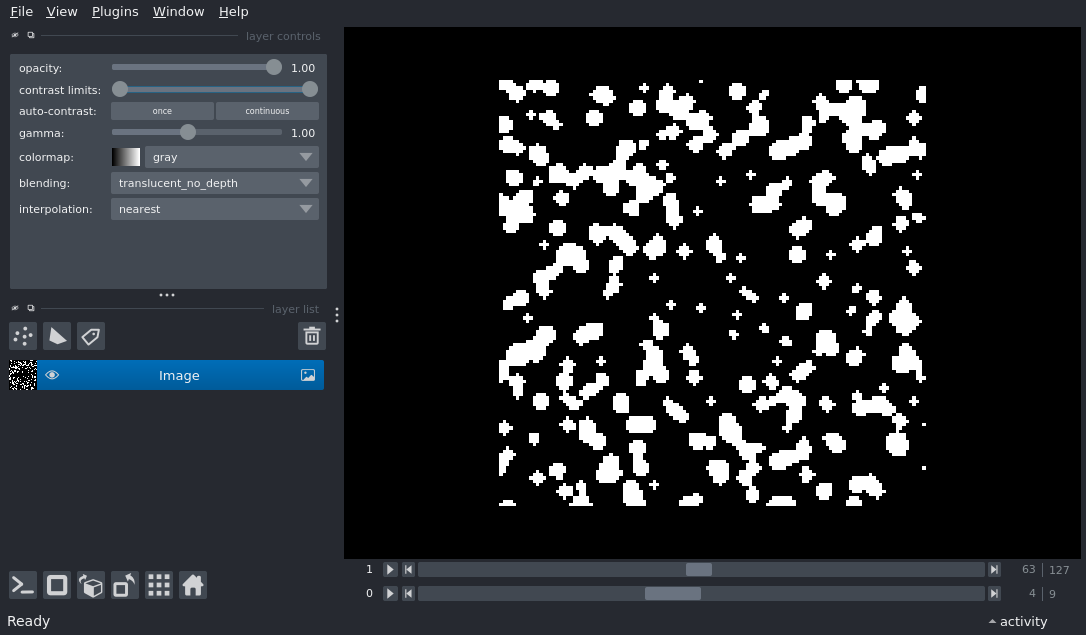 File View Plugins Window Help
layer controls
opacity: 1.00
contrast limits:
auto-contrast: once continuous
gamma: 1.00
colormap: gray
blending: translucent_no_depth
interpolation: nearest
layer list
Image
1 63 127
0 4 9
Ready activity